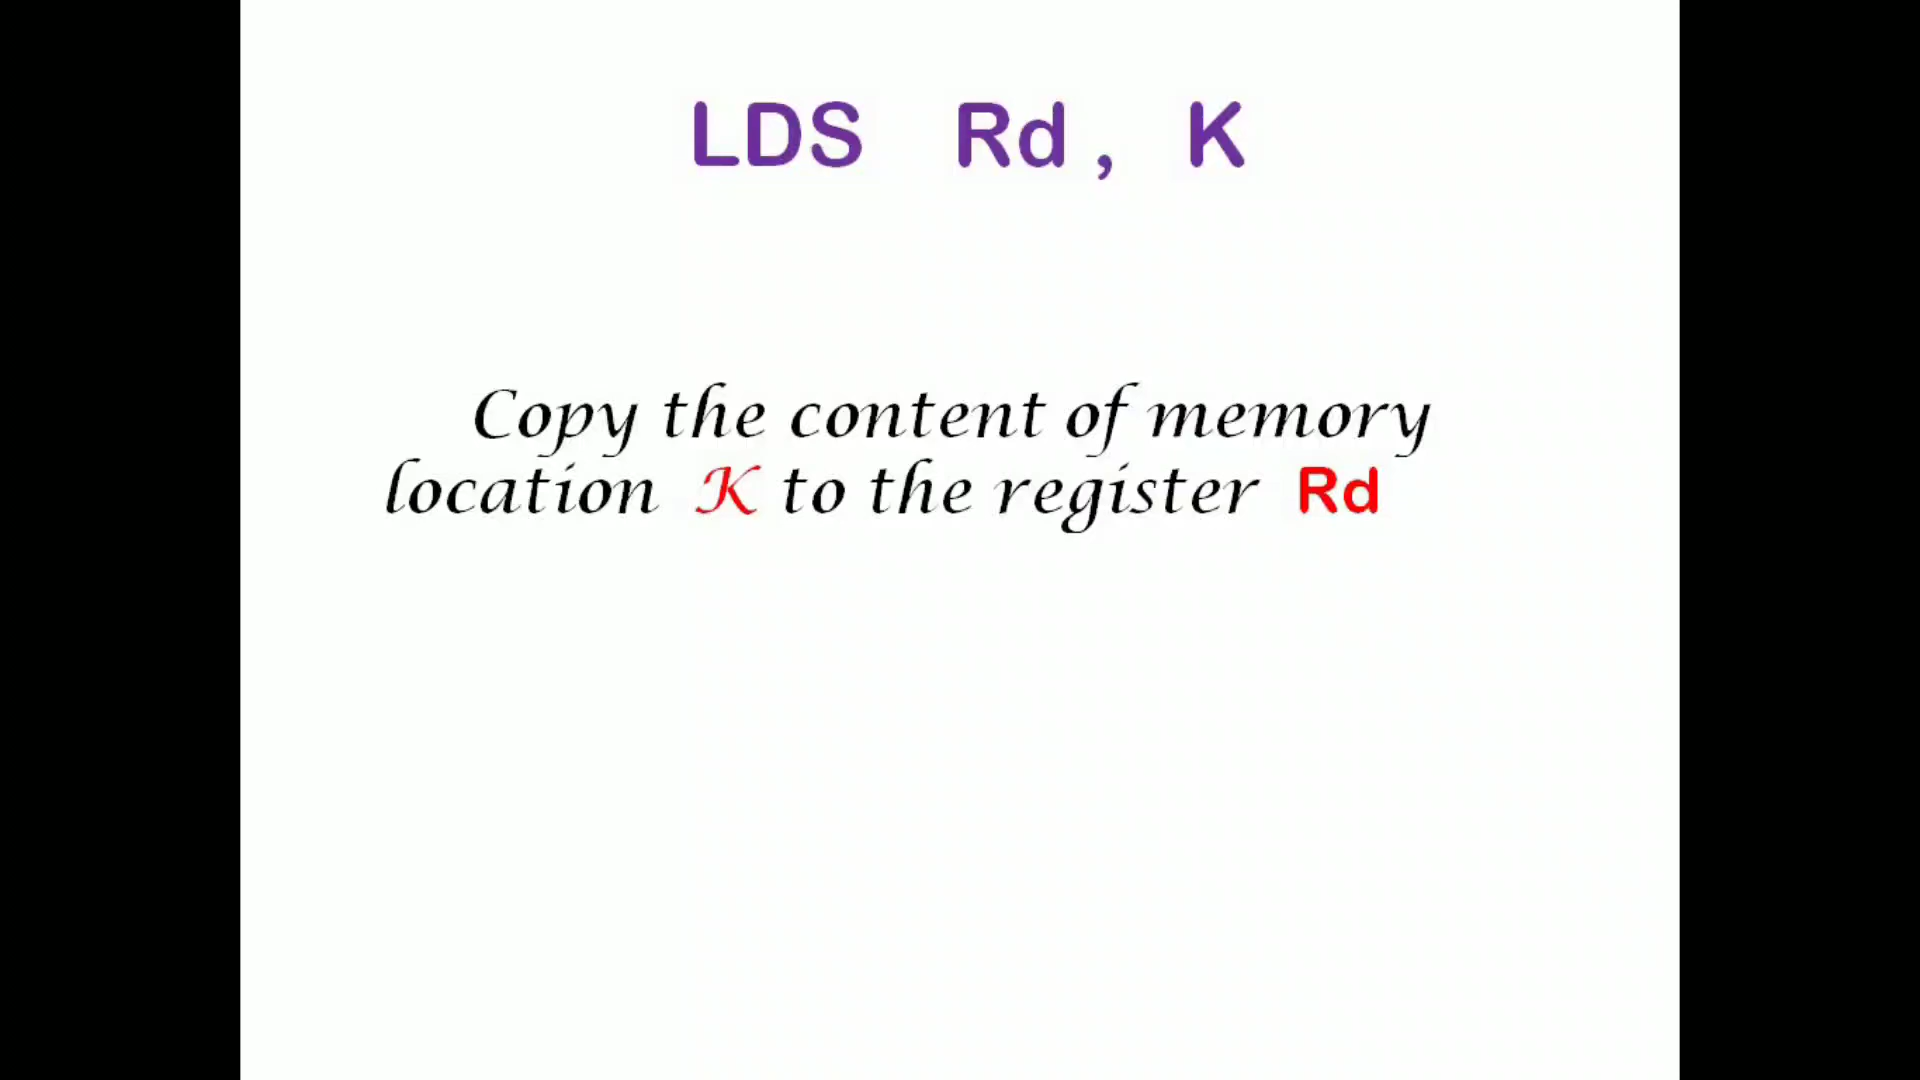 LDS Rd , K
Copy the content of memory
location K to the register Rd